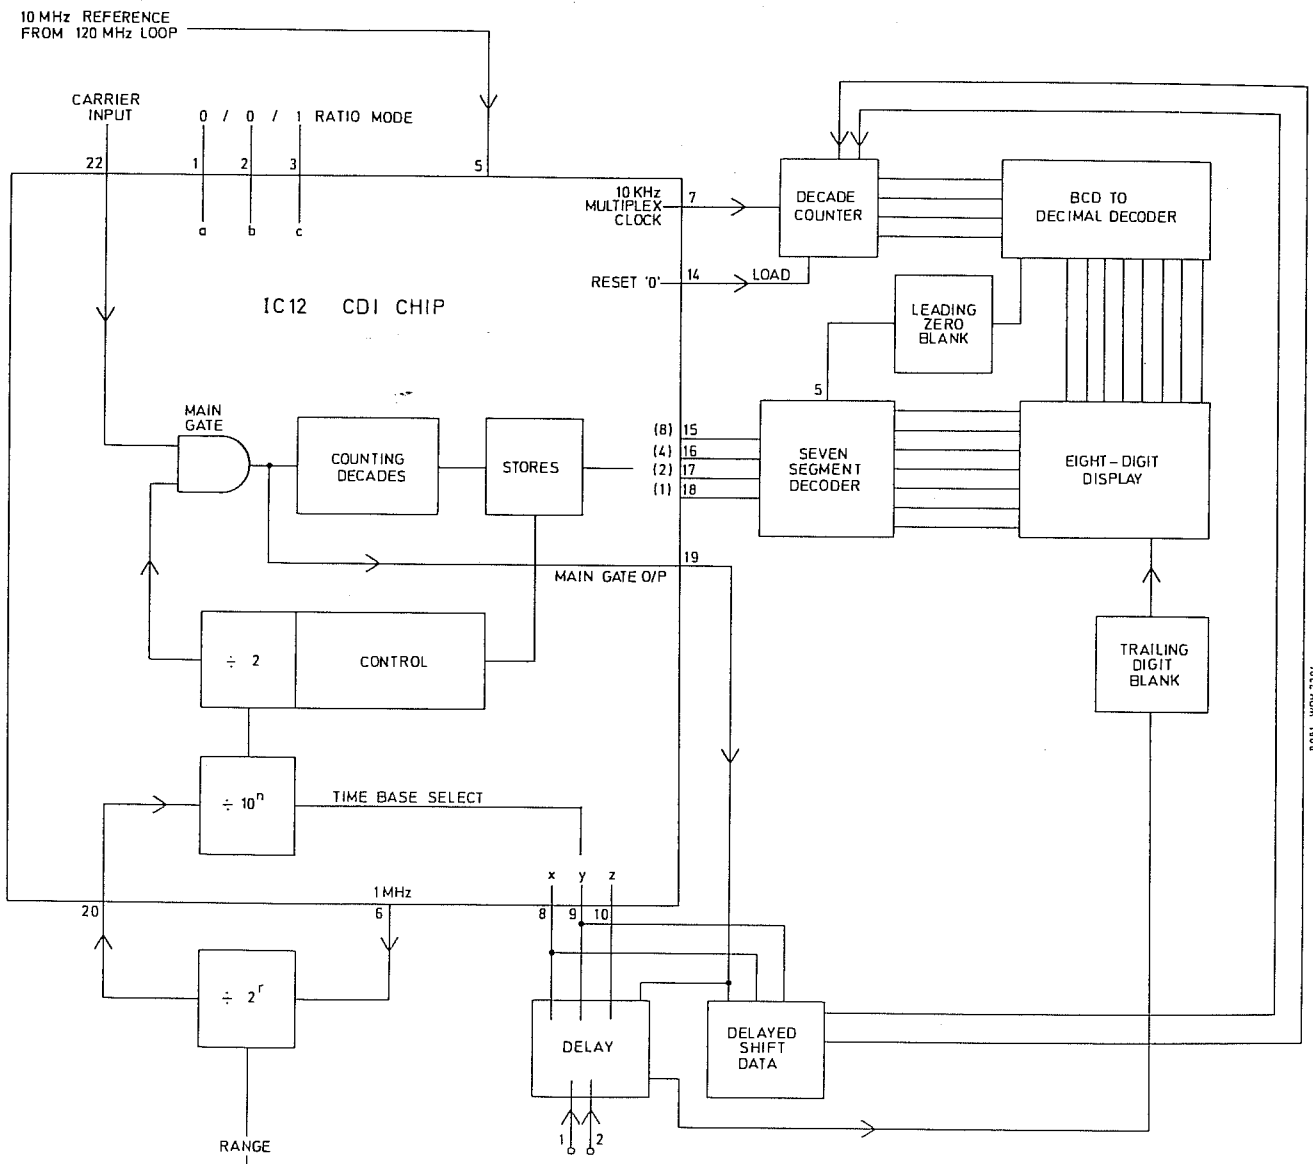 10 MHz REFERENCE
FROM 120 MHz LOOP
CARRIER
INPUT
0 / 0 / 1 RATIO MODE
22
1
2
3
5
a
b
c
10 KHz
MULTIPLEX
CLOCK
7
DECADE
COUNTER
BCD TO
DECIMAL DECODER
RESET '0'
14
LOAD
IC12 CDI CHIP
LEADING
ZERO
BLANK
5
MAIN
GATE
COUNTING
DECADES
STORES
(8) 15
(4) 16
(2) 17
(1) 18
SEVEN
SEGMENT
DECODER
EIGHT-DIGIT
DISPLAY
19
MAIN GATE O/P
÷ 2
CONTROL
TRAILING
DIGIT
BLANK
÷ 10ⁿ
TIME BASE SELECT
x
y
z
1 MHz
20
6
8
9
10
÷ 2ʳ
DELAY
DELAYED
SHIFT
DATA
1
2
RANGE